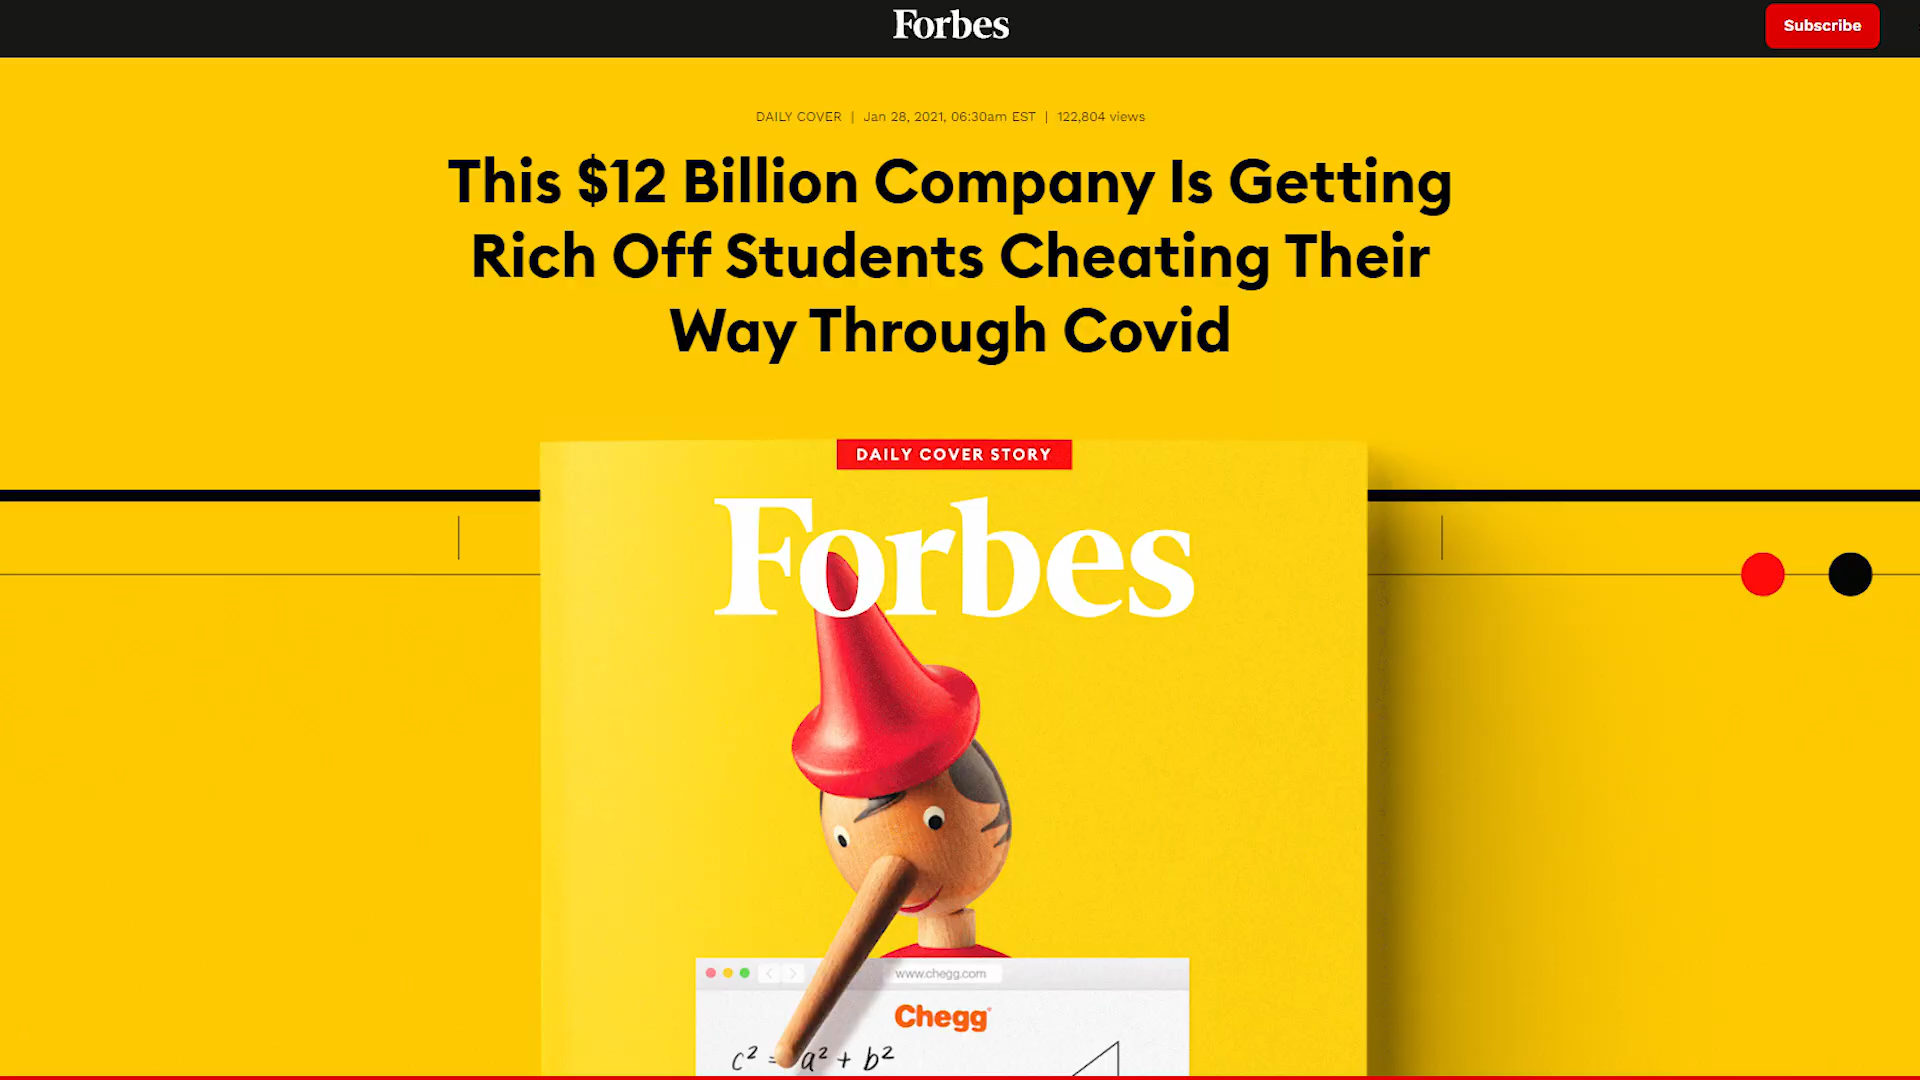 Forbes
Subscribe
DAILY COVER | Jan 28, 2021, 06:30am EST | 122,804 views
This $12 Billion Company Is Getting
Rich Off Students Cheating Their
Way Through Covid
DAILY COVER STORY
Forbes
www.chegg.com
Chegg
c² = a² + b²